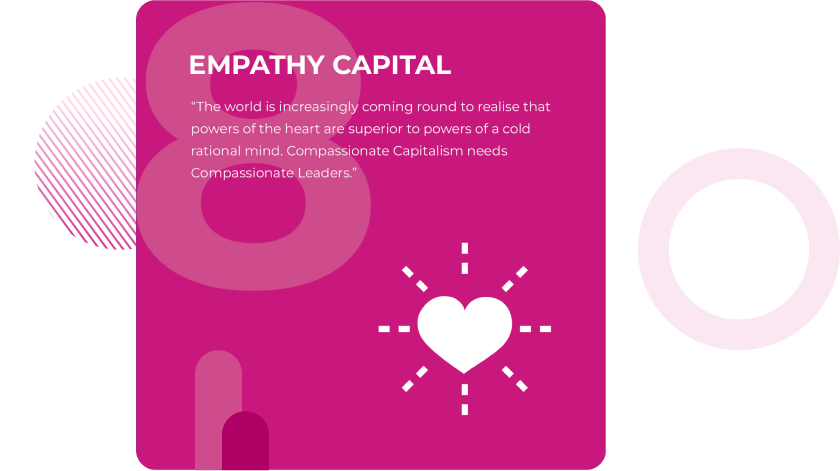 8
EMPATHY CAPITAL
“The world is increasingly coming round to realise that
powers of the heart are superior to powers of a cold
rational mind. Compassionate Capitalism needs
Compassionate Leaders.”